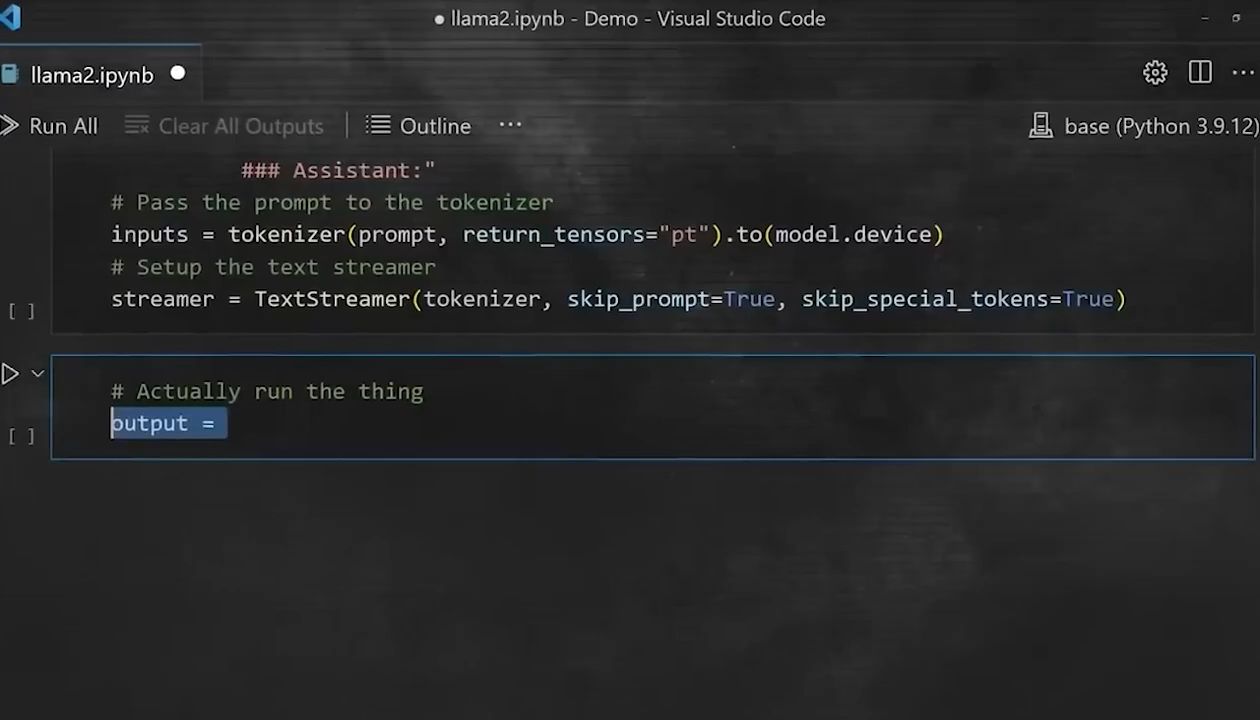 ● llama2.ipynb - Demo - Visual Studio Code
llama2.ipynb ●
Run All Clear All Outputs Outline ··· base (Python 3.9.12)
### Assistant:"
# Pass the prompt to the tokenizer
inputs = tokenizer(prompt, return_tensors="pt").to(model.device)
# Setup the text streamer
streamer = TextStreamer(tokenizer, skip_prompt=True, skip_special_tokens=True)
[ ]
# Actually run the thing
output =
[ ]